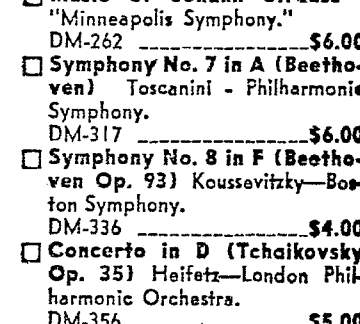 "Minneapolis Symphony."
DM-262 ________________$6.00
☐ Symphony No. 7 in A (Beetho-
ven) Toscanini - Philharmonic
Symphony.
DM-317 ________________$6.00
☐ Symphony No. 8 in F (Beetho-
ven Op. 93) Koussevitzky—Bos-
ton Symphony.
DM-336 ________________$4.00
☐ Concerto in D (Tchaikovsky
Op. 35) Heifetz—London Phil-
harmonic Orchestra.
DM-356 ________________$5.00